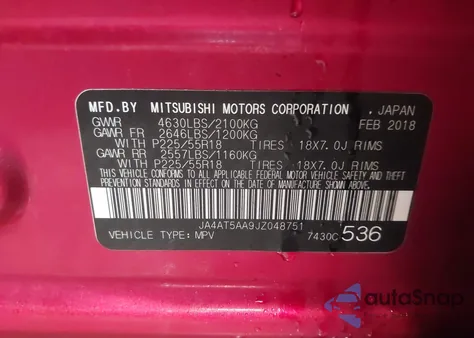 MFD.BY MITSUBISHI MOTORS CORPORATION . JAPAN
GWWR 4630LBS/2100KG FEB 2018
GAWR FR 2646LBS/1200KG
WITH P225/55R18 TIRES 18X7.0J RIMS
GAWR RR 2557LBS/1160KG
WITH P225/55R18 TIRES 18X7.0J RIMS
THIS VEHICLE CONFORMS TO ALL APPLICABLE FEDERAL
MOTOR VEHICLE SAFETY AND THEFT PREVENTION STANDARDS
IN EFFECT ON THE DATE OF MANUFACTURE SHOWN ABOVE.
JA4AT5AA9JZ048751
VEHICLE TYPE: MPV 7430C 536
autoSnap